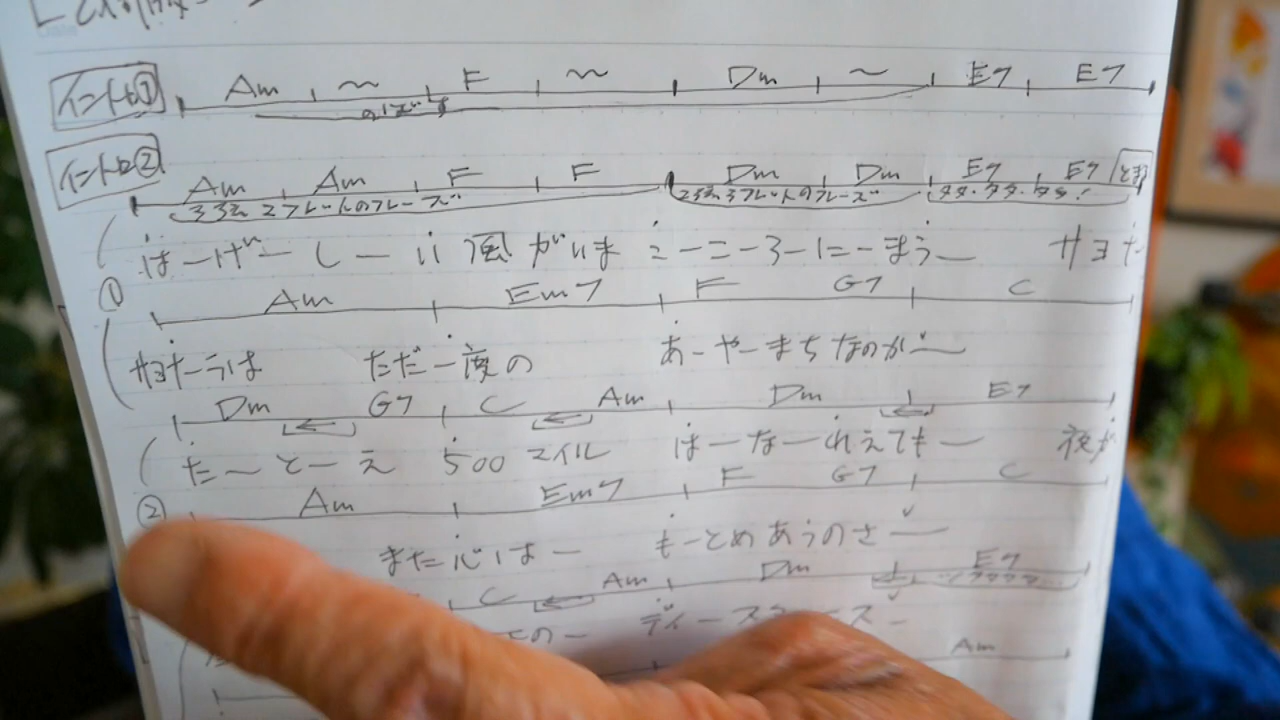 イントロ① Am 〜 F 〜 Dm 〜 E7 E7
のばす
イントロ② Am Am F F Dm Dm E7 E7
3弦2フレットのフレーズ 2弦3フレットのフレーズ タタ・タタ・タタ!
はーげーしーい 風がいま こーこーろーにーまうー サヨナ
① Am Em7 F G7 C
サヨナーラは ただ一度の あーやーまちなのかー
Dm G7 C Am Dm E7
たーとーえ 500マイル はーなーれえてもー 夜が
② Am Em7 F G7 C
また心はー もーとめあうのさー
C Am Dm E7
のー ディースー
Am